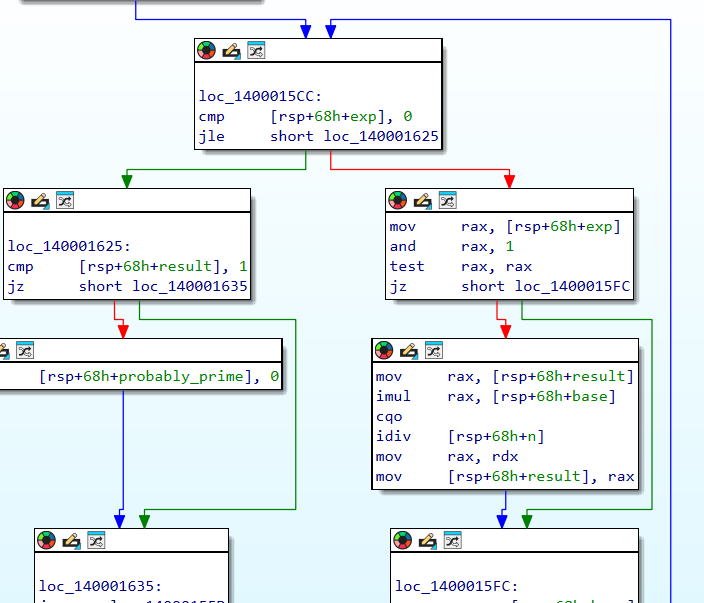 loc_1400015CC:
cmp [rsp+68h+exp], 0
jle short loc_140001625
loc_140001625:
cmp [rsp+68h+result], 1
jz short loc_140001635
mov rax, [rsp+68h+exp]
and rax, 1
test rax, rax
jz short loc_1400015FC
[rsp+68h+probably_prime], 0
mov rax, [rsp+68h+result]
imul rax, [rsp+68h+base]
cqo
idiv [rsp+68h+n]
mov rax, rdx
mov [rsp+68h+result], rax
loc_140001635:
loc_1400015FC: